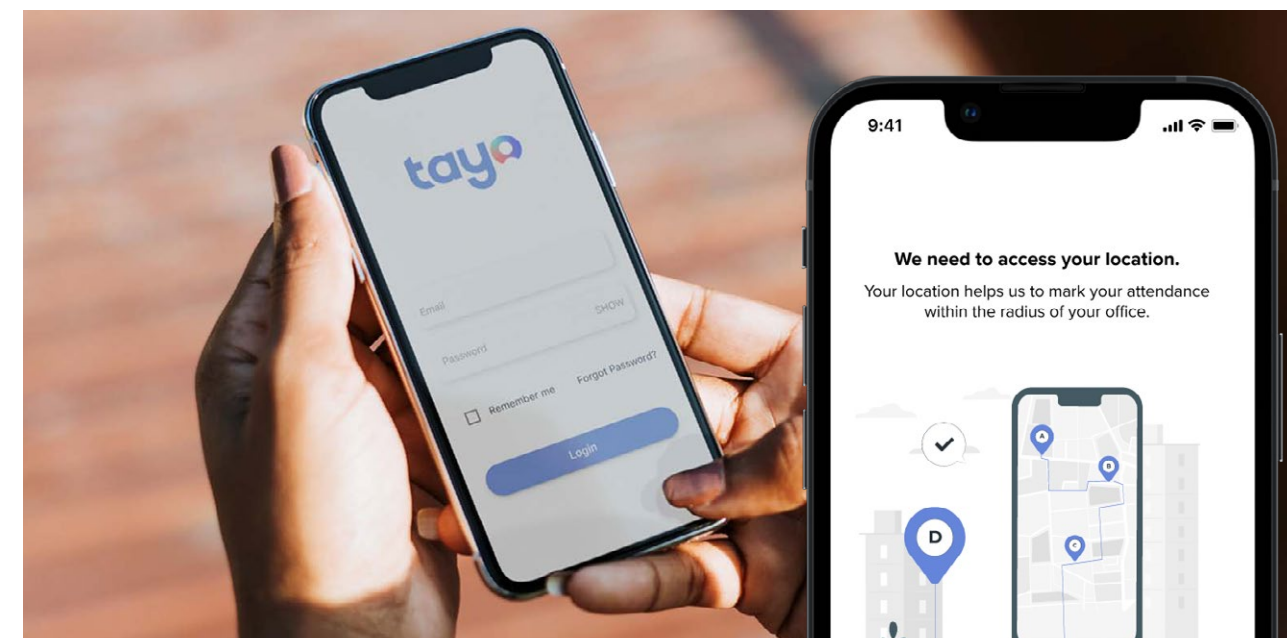 tayo
Email
SHOW
Password
Remember me
Forgot Password?
Login
9:41
We need to access your location.
Your location helps us to mark your attendance
within the radius of your office.
A
B
C
D